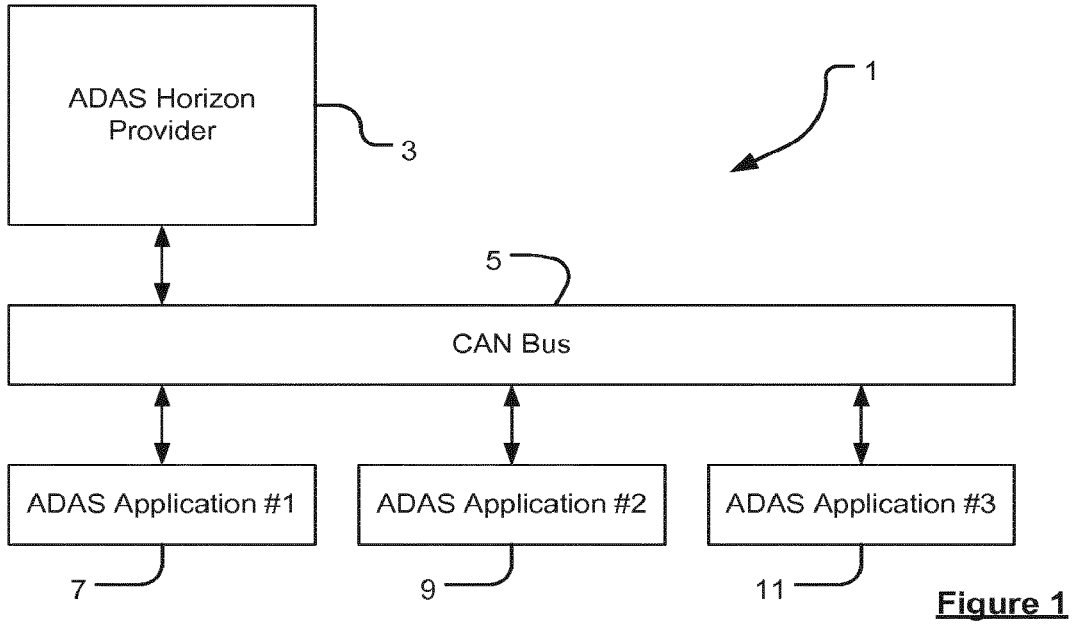 ADAS Horizon
Provider
1
3
5
CAN Bus
ADAS Application #1
ADAS Application #2
ADAS Application #3
7
9
11
Figure 1